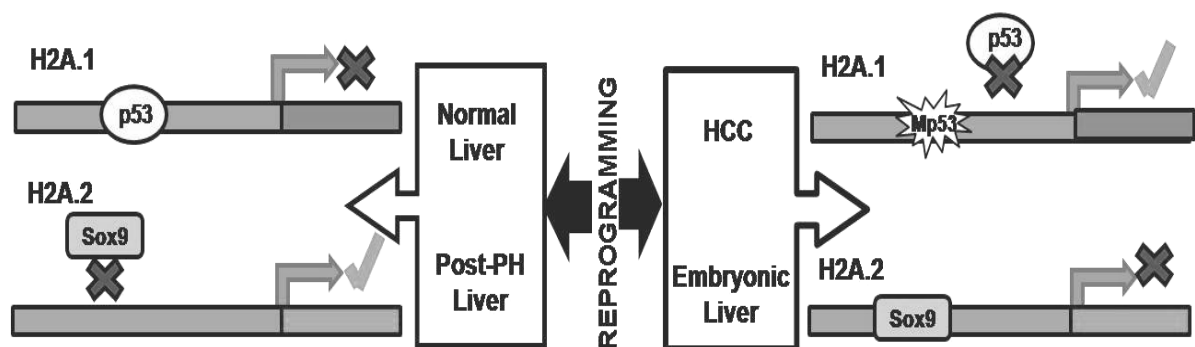 H2A.1
p53
H2A.2
Sox9
Normal
Liver
Post-PH
Liver
REPROGRAMMING
HCC
Embryonic
Liver
H2A.1
p53
Mp53
H2A.2
Sox9